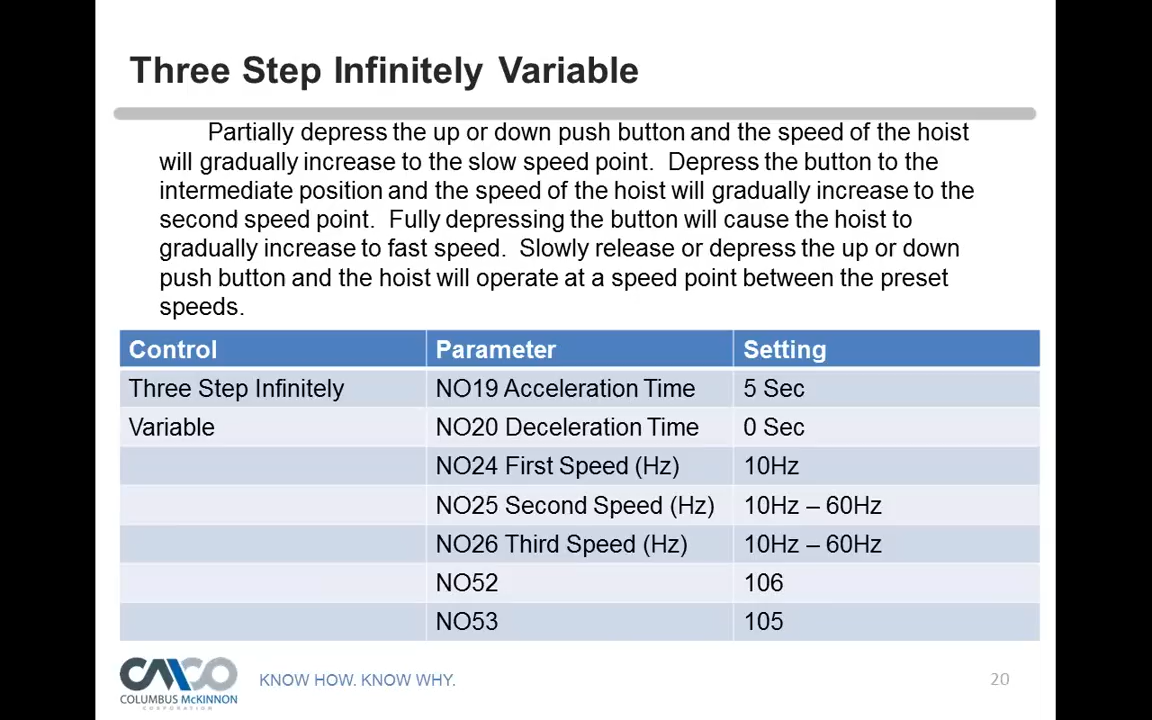 Three Step Infinitely Variable
Partially depress the up or down push button and the speed of the hoist
will gradually increase to the slow speed point.  Depress the button to the
intermediate position and the speed of the hoist will gradually increase to the
second speed point.  Fully depressing the button will cause the hoist to
gradually increase to fast speed.  Slowly release or depress the up or down
push button and the hoist will operate at a speed point between the preset
speeds.
Control Parameter Setting
Three Step Infinitely NO19 Acceleration Time 5 Sec
Variable NO20 Deceleration Time 0 Sec
NO24 First Speed (Hz) 10Hz
NO25 Second Speed (Hz) 10Hz – 60Hz
NO26 Third Speed (Hz) 10Hz – 60Hz
NO52 106
NO53 105
CMCO
COLUMBUS McKINNON
CORPORATION
KNOW HOW. KNOW WHY.
20